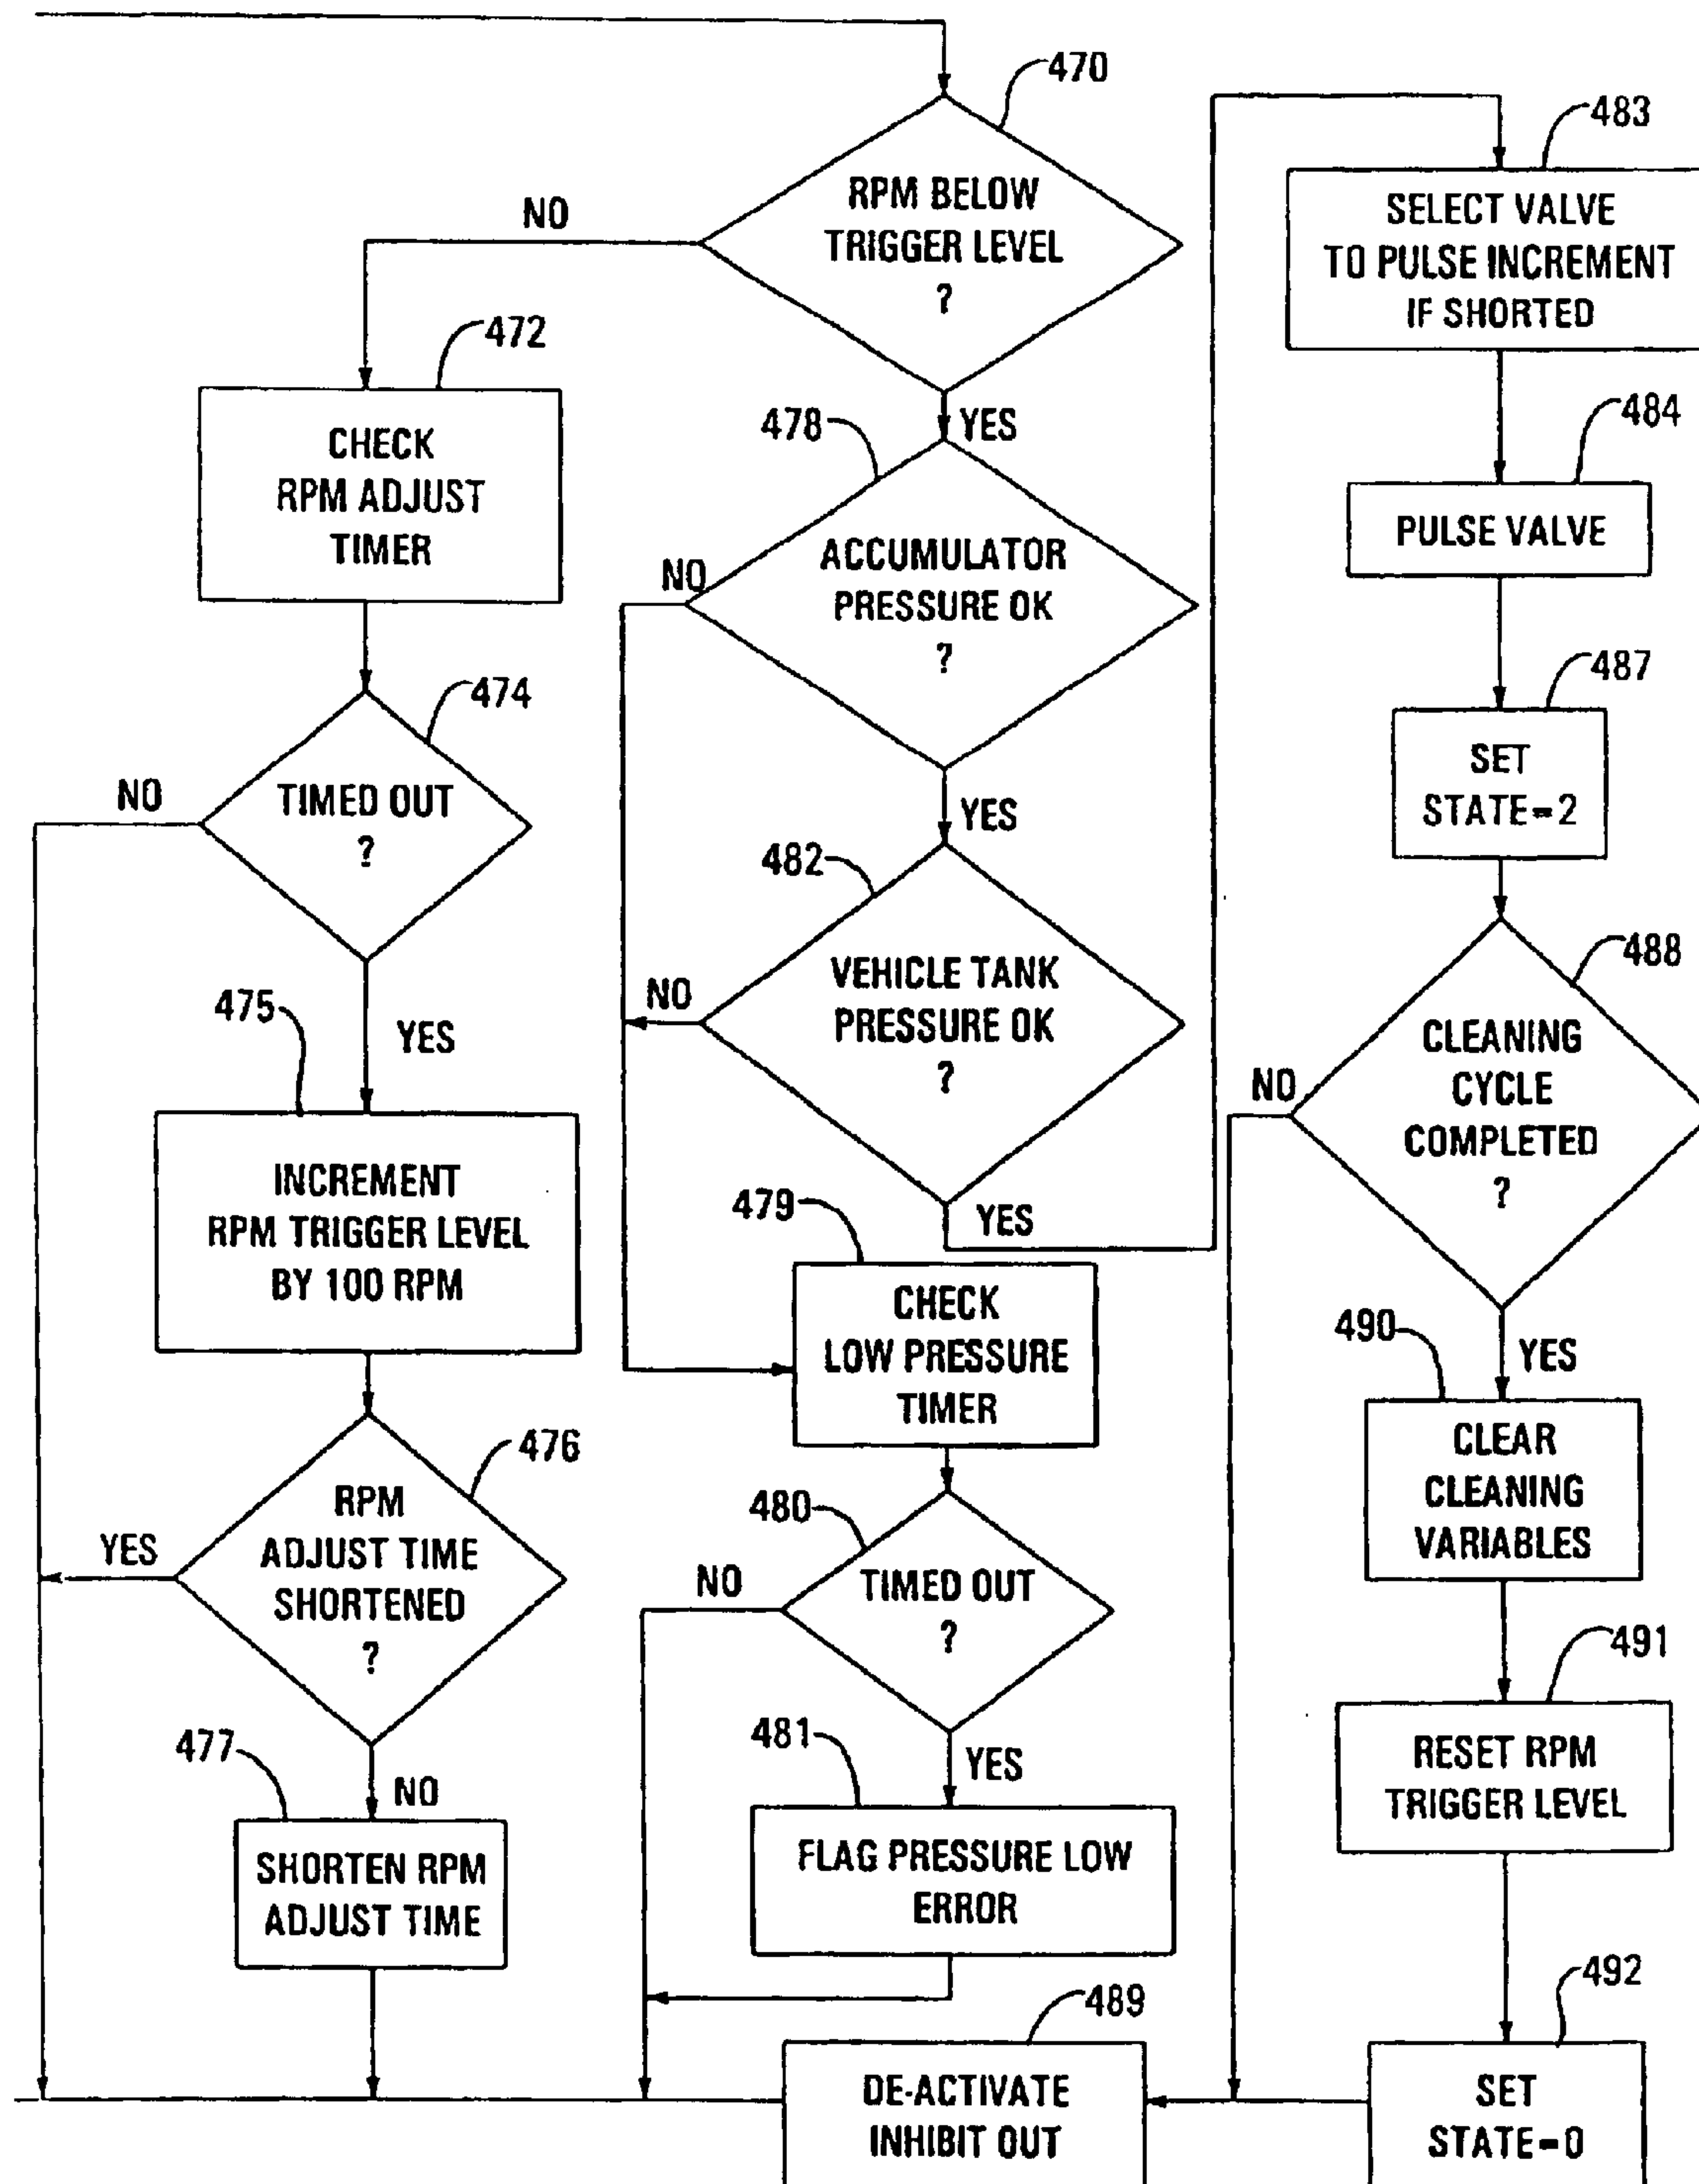 470
RPM BELOW
TRIGGER LEVEL
?
NO
YES
472
CHECK
RPM ADJUST
TIMER
474
TIMED OUT
?
NO
YES
475
INCREMENT
RPM TRIGGER LEVEL
BY 100 RPM
476
RPM
ADJUST TIME
SHORTENED
?
YES
NO
477
SHORTEN RPM
ADJUST TIME
478
ACCUMULATOR
PRESSURE OK
?
NO
YES
482
VEHICLE TANK
PRESSURE OK
?
NO
YES
479
CHECK
LOW PRESSURE
TIMER
480
TIMED OUT
?
NO
YES
481
FLAG PRESSURE LOW
ERROR
489
DE-ACTIVATE
INHIBIT OUT
483
SELECT VALVE
TO PULSE INCREMENT
IF SHORTED
484
PULSE VALVE
487
SET
STATE=2
488
CLEANING
CYCLE
COMPLETED
?
NO
YES
490
CLEAR
CLEANING
VARIABLES
491
RESET RPM
TRIGGER LEVEL
492
SET
STATE=0